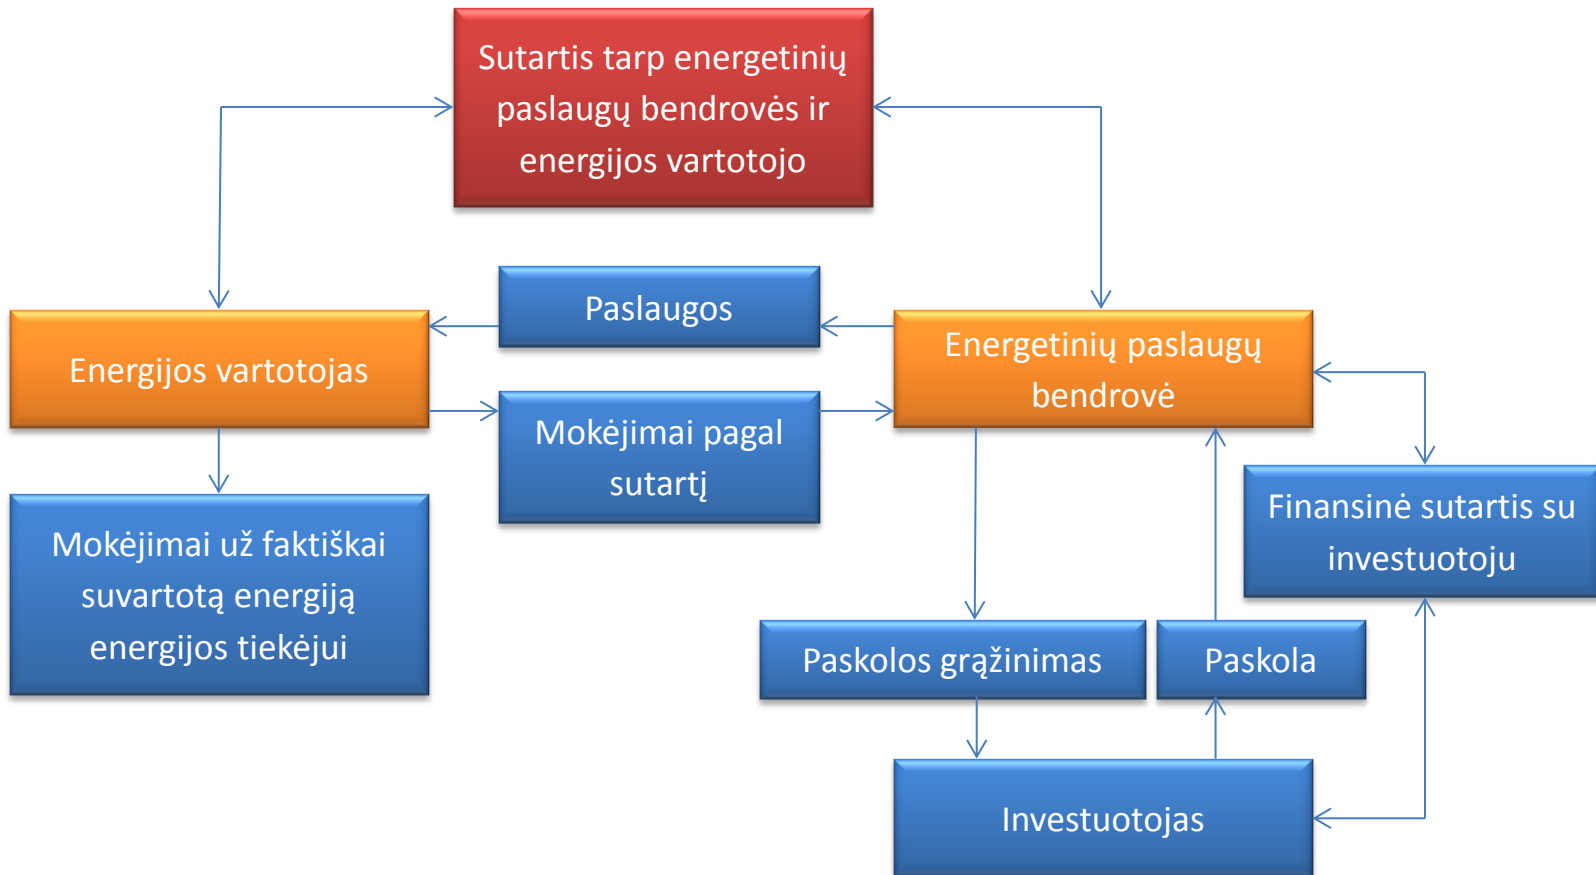 Sutartis tarp energetinių
paslaugų bendrovės ir
energijos vartotojo
Paslaugos
Energijos vartotojas
Energetinių paslaugų
bendrovė
Mokėjimai pagal
sutartį
Finansinė sutartis su
investuotoju
Mokėjimai už faktiškai
suvartotą energiją
energijos tiekėjui
Paskolos grąžinimas
Paskola
Investuotojas